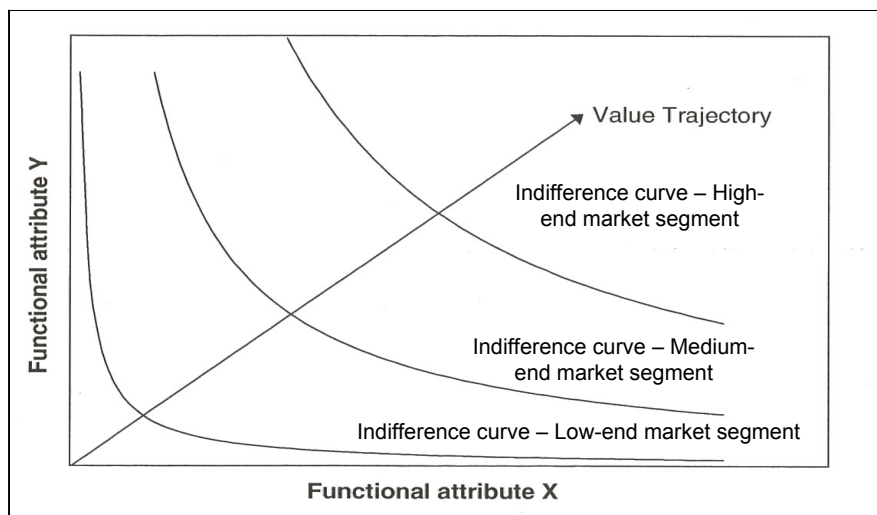 Functional attribute Y
Value Trajectory
Indifference curve – High-
end market segment
Indifference curve – Medium-
end market segment
Indifference curve – Low-end market segment
Functional attribute X